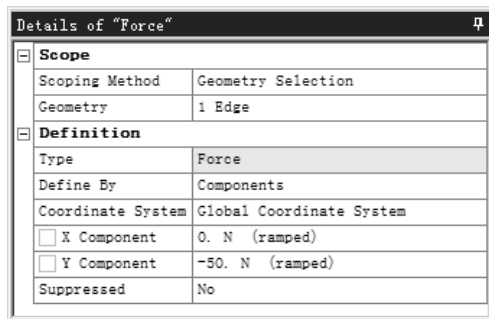 Details of "Force"
Scope
Scoping Method Geometry Selection
Geometry 1 Edge
Definition
Type Force
Define By Components
Coordinate System Global Coordinate System
X Component 0. N (ramped)
Y Component -50. N (ramped)
Suppressed No